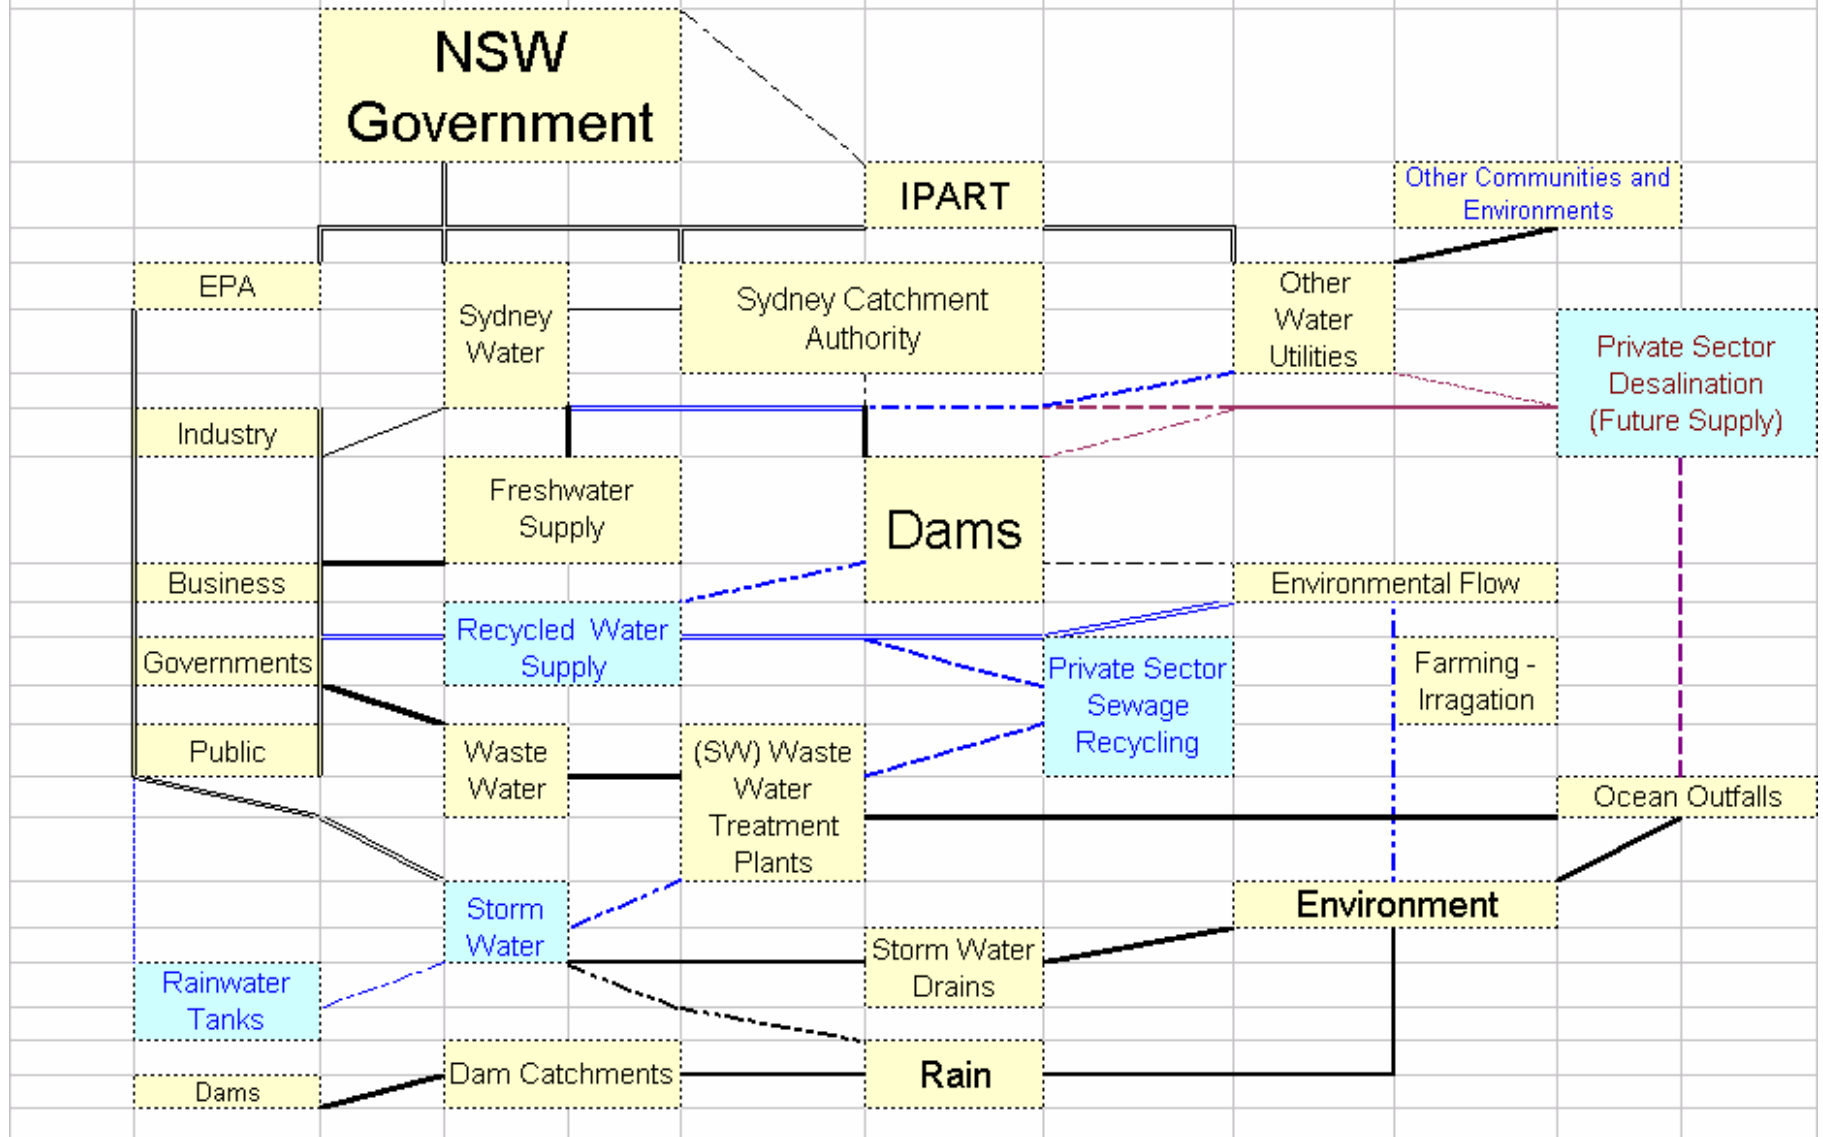 NSW
Government
IPART
Other Communities and
Environments
EPA
Sydney
Water
Sydney Catchment
Authority
Other
Water
Utilities
Private Sector
Desalination
(Future Supply)
Industry
Freshwater
Supply
Dams
Business
Environmental Flow
Recycled Water
Supply
Governments
Private Sector
Sewage
Recycling
Farming -
Irragation
Public
Waste
Water
(SW) Waste
Water
Treatment
Plants
Ocean Outfalls
Storm
Water
Environment
Storm Water
Drains
Rainwater
Tanks
Dam Catchments
Rain
Dams